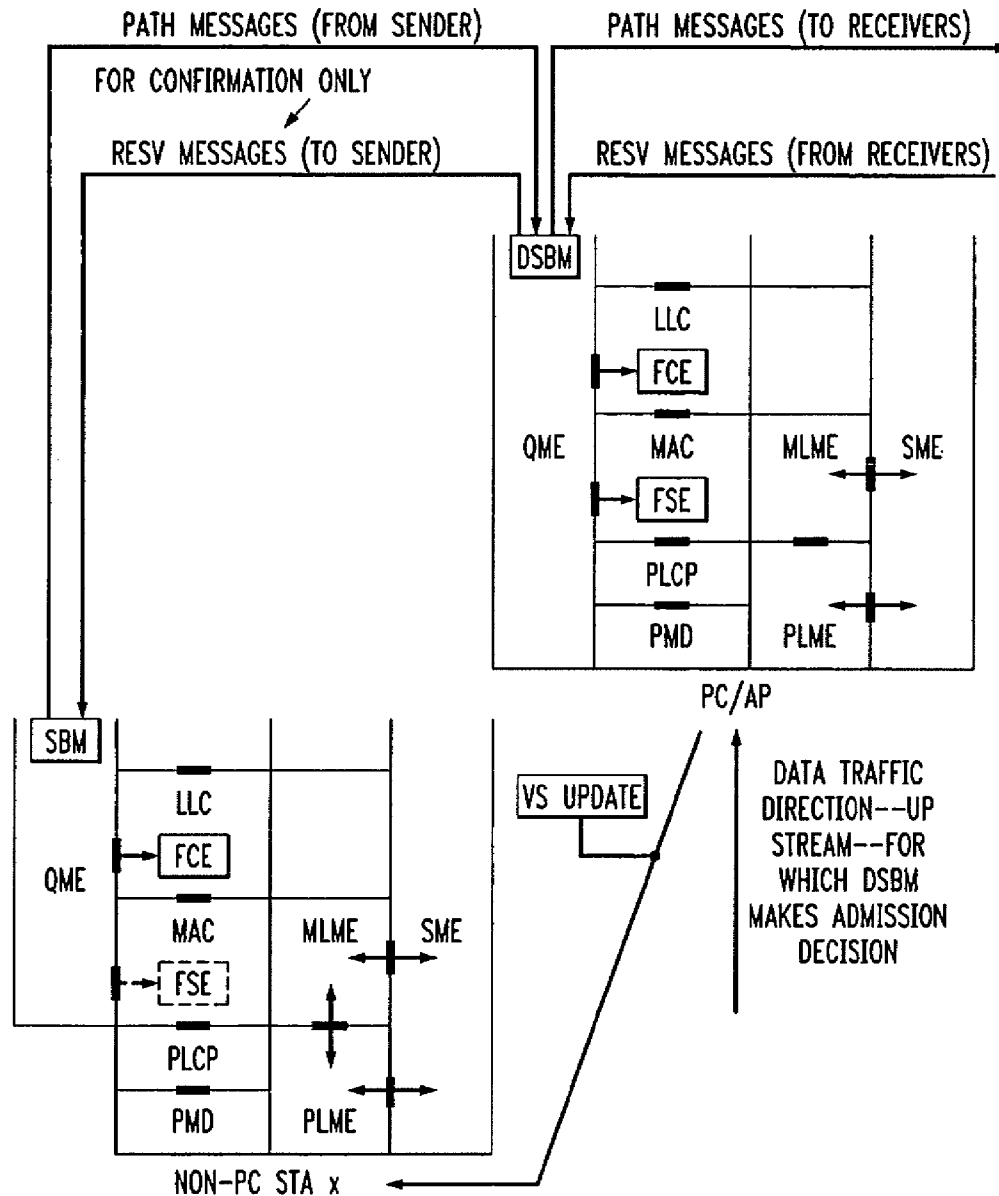 PATH MESSAGES (FROM SENDER)
PATH MESSAGES (TO RECEIVERS)
FOR CONFIRMATION ONLY
RESV MESSAGES (TO SENDER)
RESV MESSAGES (FROM RECEIVERS)
DSBM
LLC
FCE
QME
MAC
MLME
SME
FSE
PLCP
PMD
PLME
PC/AP
SBM
LLC
FCE
QME
MAC
MLME
SME
FSE
PLCP
PMD
PLME
NON-PC STA x
VS UPDATE
DATA TRAFFIC
DIRECTION--UP
STREAM--FOR
WHICH DSBM
MAKES ADMISSION
DECISION